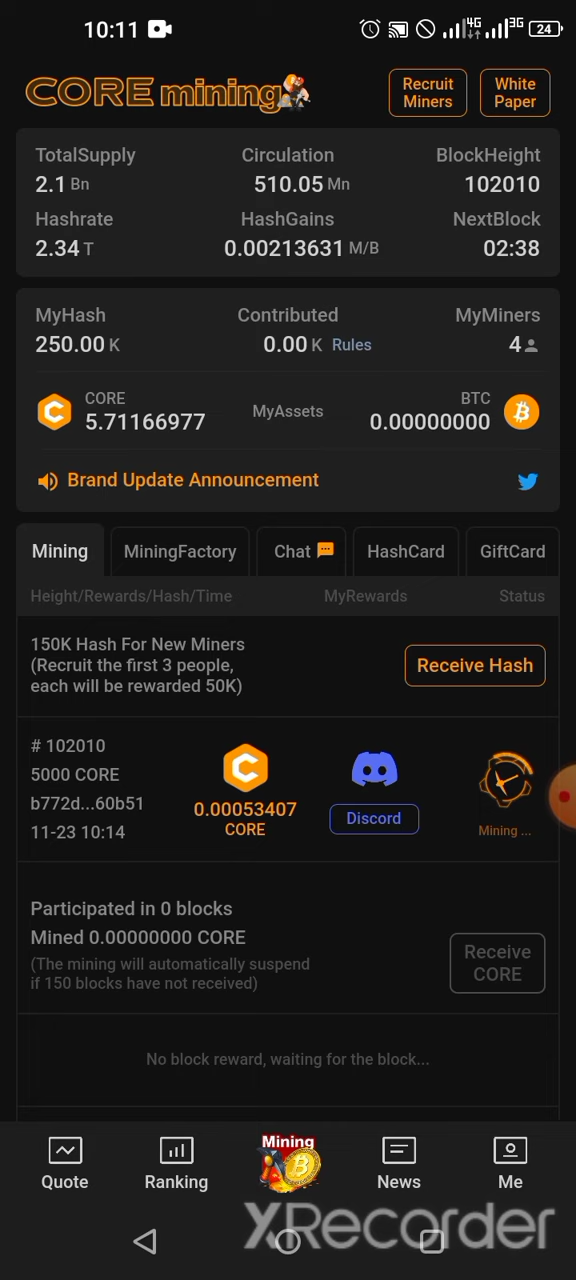 10:11 4G 3G 24
CORE mining
Recruit Miners
White Paper
TotalSupply Circulation BlockHeight
2.1 Bn 510.05 Mn 102010
Hashrate HashGains NextBlock
2.34 T 0.00213631 M/B 02:38
MyHash Contributed MyMiners
250.00 K 0.00 K Rules 4
CORE MyAssets BTC
5.71166977 0.00000000
Brand Update Announcement
Mining MiningFactory Chat HashCard GiftCard
Height/Rewards/Hash/Time MyRewards Status
150K Hash For New Miners
(Recruit the first 3 people,
each will be rewarded 50K)
Receive Hash
# 102010
5000 CORE
b772d...60b51
11-23 10:14
0.00053407
CORE
Discord
Mining ...
Participated in 0 blocks
Mined 0.00000000 CORE
(The mining will automatically suspend
if 150 blocks have not received)
Receive
CORE
No block reward, waiting for the block...
Mining
Quote Ranking News Me
XRecorder